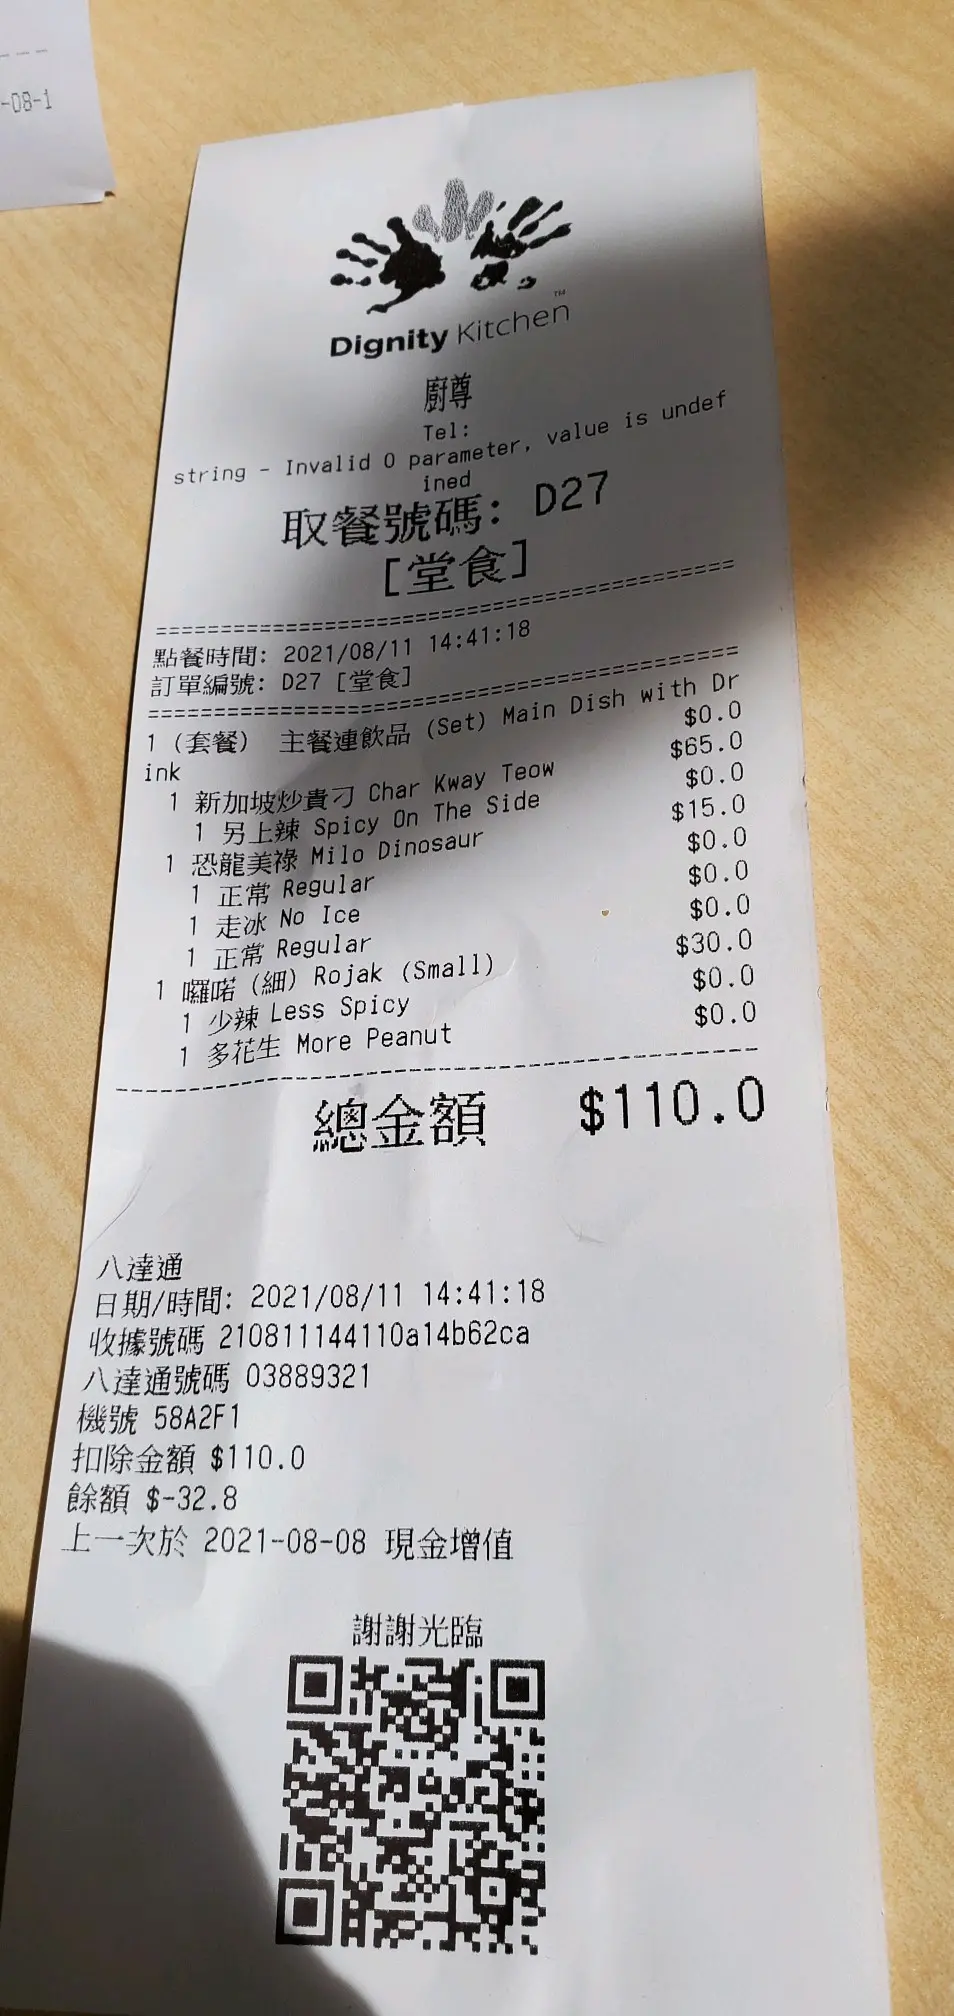 -08-1
Dignity Kitchen™
廚尊
Tel:
string - Invalid 0 parameter, value is undef
ined
取餐號碼: D27
[堂食]
========================================
點餐時間: 2021/08/11 14:41:18
訂單編號: D27 [堂食]
========================================
1 (套餐) 主餐連飲品 (Set) Main Dish with Dr
ink $0.0
1 新加坡炒貴刁 Char Kway Teow $65.0
1 另上辣 Spicy On The Side $0.0
1 恐龍美祿 Milo Dinosaur $15.0
1 正常 Regular $0.0
1 走冰 No Ice $0.0
1 正常 Regular $0.0
1 囉喏 (細) Rojak (Small) $30.0
1 少辣 Less Spicy $0.0
1 多花生 More Peanut $0.0
----------------------------------------
總金額 $110.0
八達通
日期/時間: 2021/08/11 14:41:18
收據號碼 210811144110a14b62ca
八達通號碼 03889321
機號 58A2F1
扣除金額 $110.0
餘額 $-32.8
上一次於 2021-08-08 現金增值
謝謝光臨